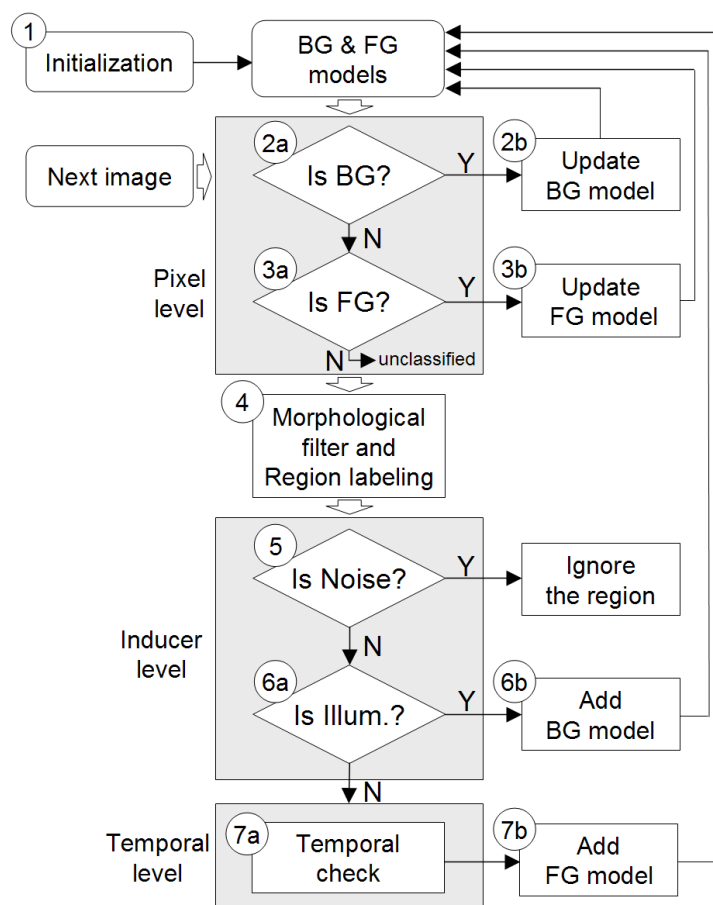 1
Initialization
BG & FG
models
Next image
2a
Is BG?
Y
2b
Update
BG model
N
Pixel
level
3a
Is FG?
Y
3b
Update
FG model
N
unclassified
4
Morphological
filter and
Region labeling
Inducer
level
5
Is Noise?
Y
Ignore
the region
N
6a
Is Illum.?
Y
6b
Add
BG model
N
Temporal
level
7a
Temporal
check
7b
Add
FG model